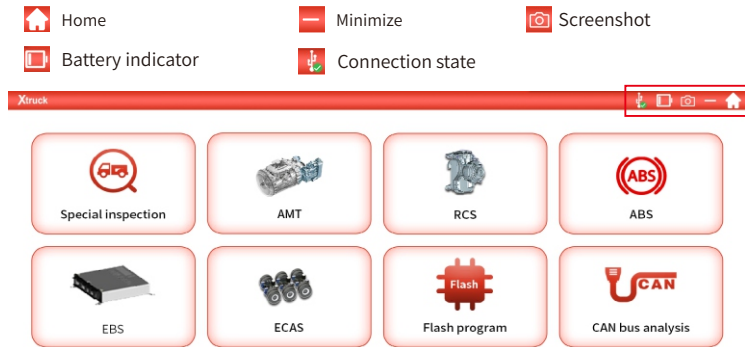 Home Minimize Screenshot
Battery indicator Connection state
Xtruck
Special inspection AMT RCS ABS ABS
EBS ECAS Flash Flash program CAN CAN bus analysis